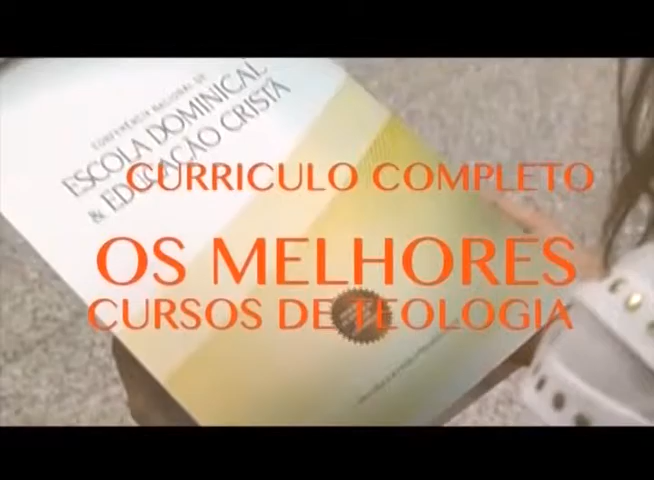 CONFERÊNCIA NACIONAL DE
ESCOLA DOMINICAL
& EDUCAÇÃO CRISTÃ
CURRICULO COMPLETO
OS MELHORES
CURSOS DE TEOLOGIA